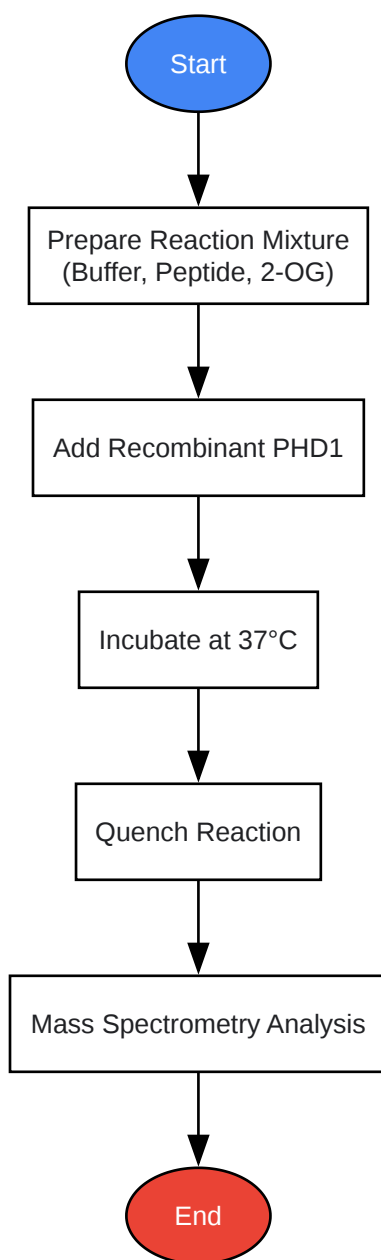 Start
Prepare Reaction Mixture
(Buffer, Peptide, 2-OG)
Add Recombinant PHD1
Incubate at 37°C
Quench Reaction
Mass Spectrometry Analysis
End